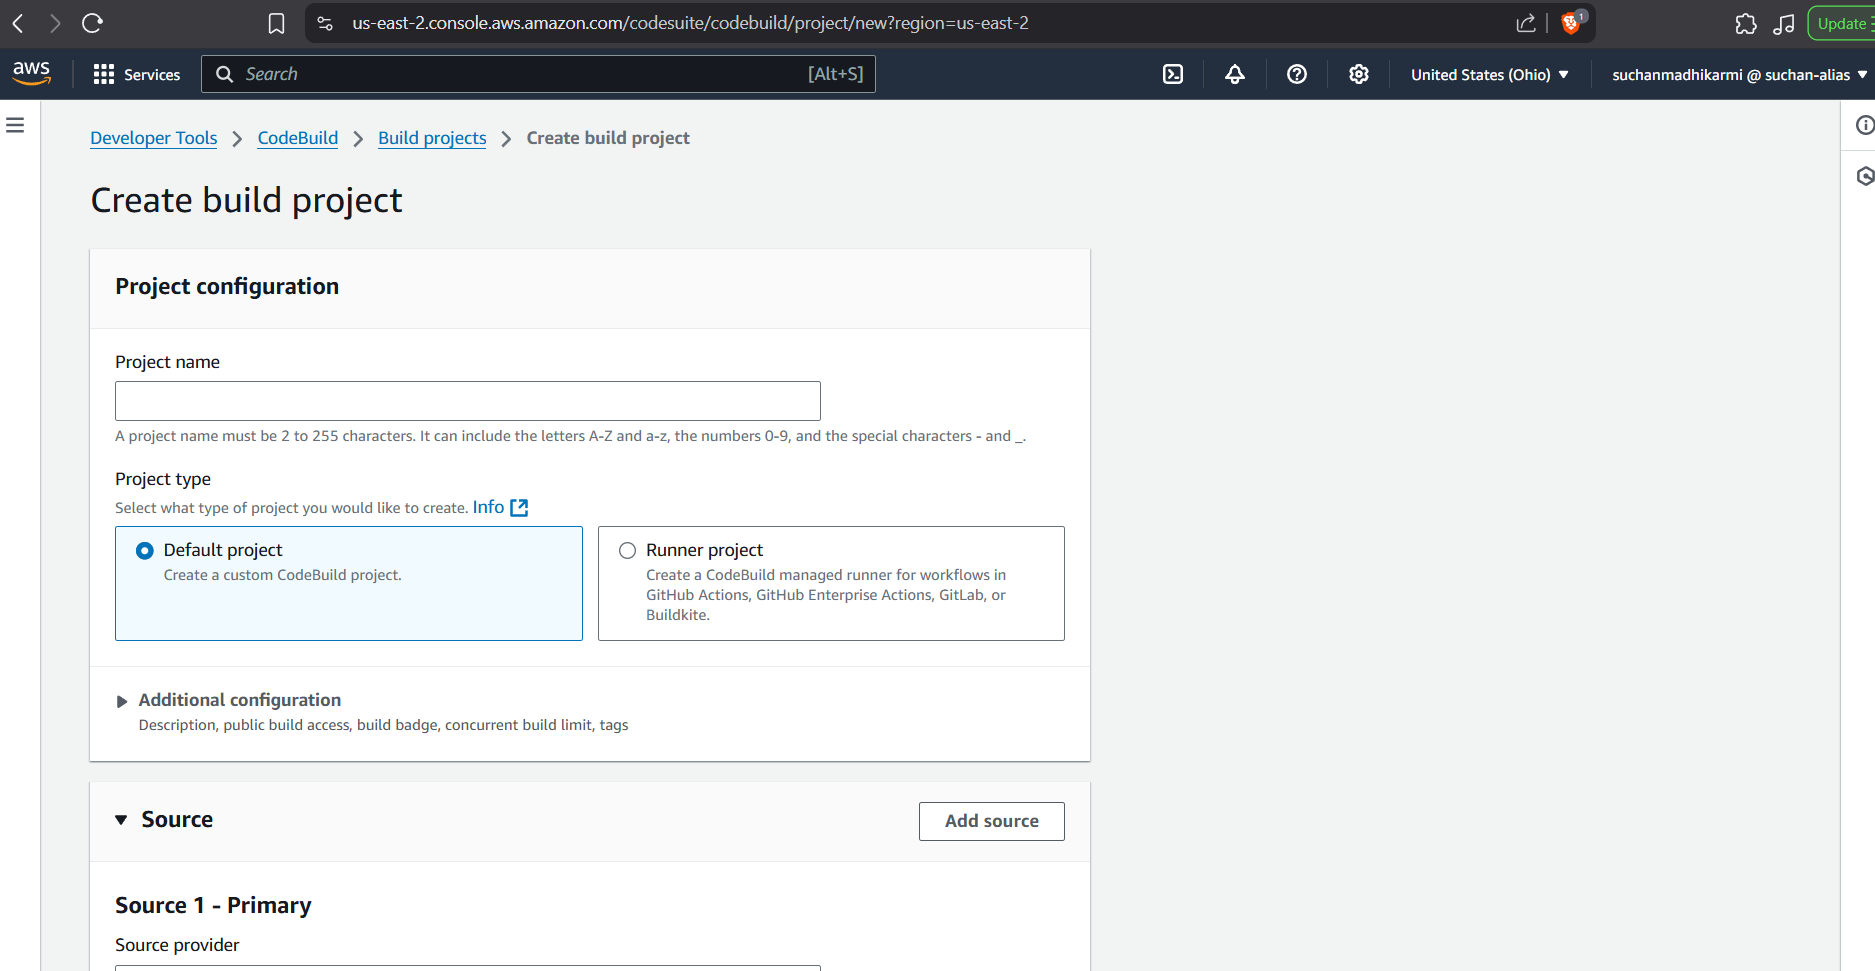 us-east-2.console.aws.amazon.com/codesuite/codebuild/project/new?region=us-east-2
1
Update
aws
Services
Search
[Alt+S]
United States (Ohio)
suchanmadhikarmi @ suchan-alias
Developer Tools
CodeBuild
Build projects
Create build project
Create build project
Project configuration
Project name
A project name must be 2 to 255 characters. It can include the letters A-Z and a-z, the numbers 0-9, and the special characters - and _.
Project type
Select what type of project you would like to create. Info
Default project
Create a custom CodeBuild project.
Runner project
Create a CodeBuild managed runner for workflows in
GitHub Actions, GitHub Enterprise Actions, GitLab, or
Buildkite.
Additional configuration
Description, public build access, build badge, concurrent build limit, tags
Source
Add source
Source 1 - Primary
Source provider